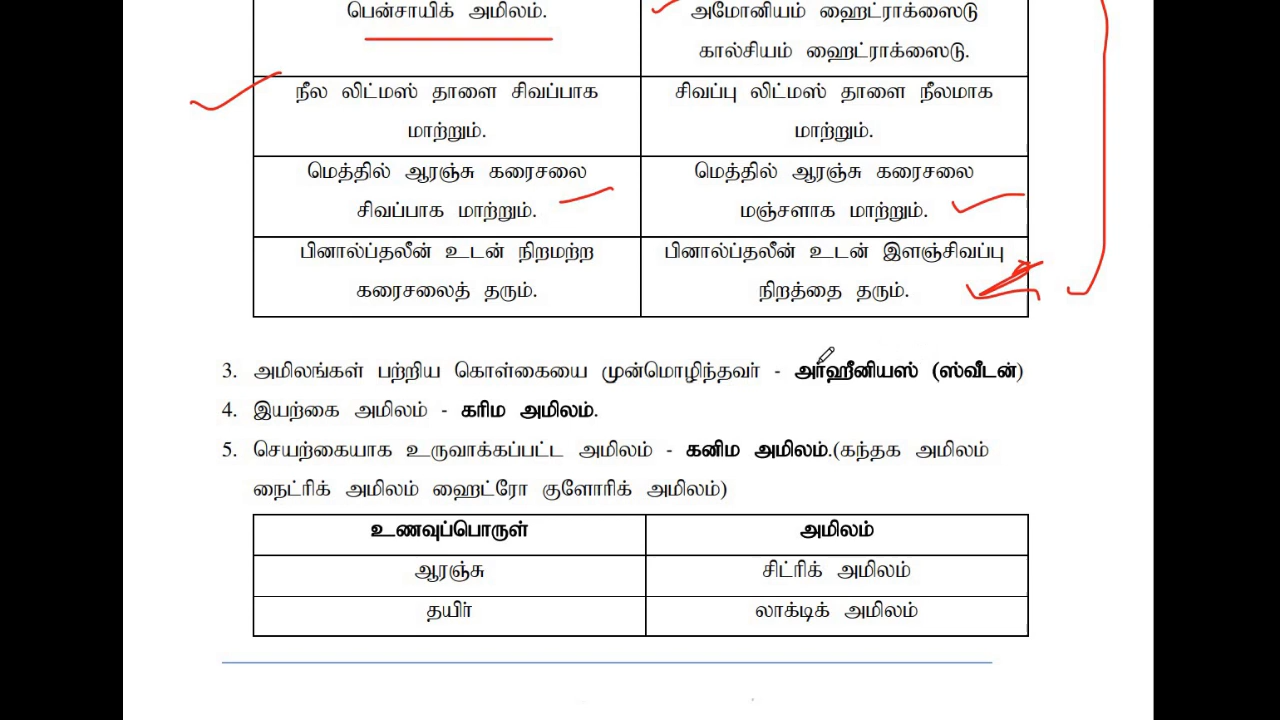 பென்சாயிக் அமிலம்.
அமோனியம் ஹைட்ராக்ஸைடு
கால்சியம் ஹைட்ராக்ஸைடு.
நீல லிட்மஸ் தாளை சிவப்பாக
மாற்றும்.
சிவப்பு லிட்மஸ் தாளை நீலமாக
மாற்றும்.
மெத்தில் ஆரஞ்சு கரைசலை
சிவப்பாக மாற்றும்.
மெத்தில் ஆரஞ்சு கரைசலை
மஞ்சளாக மாற்றும்.
பினால்ப்தலீன் உடன் நிறமற்ற
கரைசலைத் தரும்.
பினால்ப்தலீன் உடன் இளஞ்சிவப்பு
நிறத்தை தரும்.
3. அமிலங்கள் பற்றிய கொள்கையை முன்மொழிந்தவர் - அர்ஹீனியஸ் (ஸ்வீடன்)
4. இயற்கை அமிலம் - கரிம அமிலம்.
5. செயற்கையாக உருவாக்கப்பட்ட அமிலம் - கனிம அமிலம்.(கந்தக அமிலம்
நைட்ரிக் அமிலம் ஹைட்ரோ குளோரிக் அமிலம்)
உணவுப்பொருள் அமிலம்
ஆரஞ்சு சிட்ரிக் அமிலம்
தயிர் லாக்டிக் அமிலம்